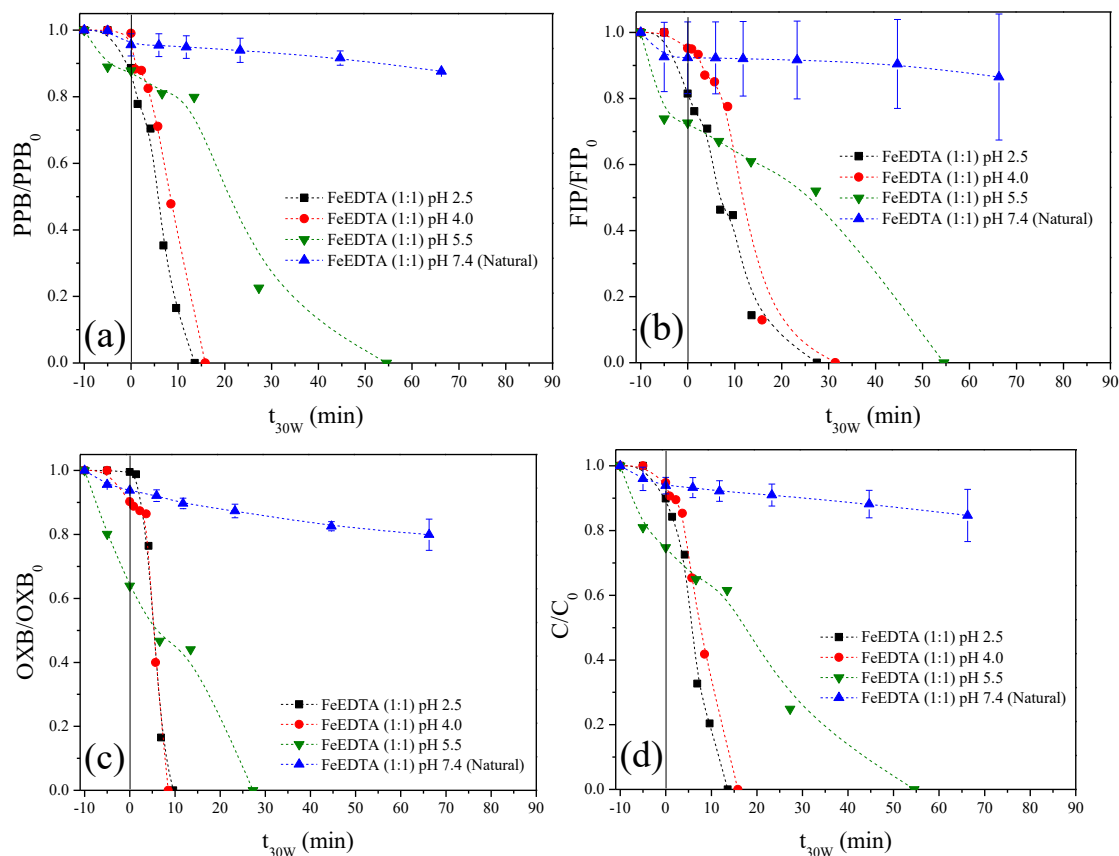 PPB/PPB0
1.0
0.8
0.6
0.4
0.2
0.0
FeEDTA (1:1) pH 2.5
FeEDTA (1:1) pH 4.0
FeEDTA (1:1) pH 5.5
FeEDTA (1:1) pH 7.4 (Natural)
(a)
-10 0 10 20 30 40 50 60 70 80 90
t30W (min)
FIP/FIP0
1.0
0.8
0.6
0.4
0.2
0.0
FeEDTA (1:1) pH 2.5
FeEDTA (1:1) pH 4.0
FeEDTA (1:1) pH 5.5
FeEDTA (1:1) pH 7.4 (Natural)
(b)
-10 0 10 20 30 40 50 60 70 80 90
t30W (min)
OXB/OXB0
1.0
0.8
0.6
0.4
0.2
0.0
FeEDTA (1:1) pH 2.5
FeEDTA (1:1) pH 4.0
FeEDTA (1:1) pH 5.5
FeEDTA (1:1) pH 7.4 (Natural)
(c)
-10 0 10 20 30 40 50 60 70 80 90
t30W (min)
C/C0
1.0
0.8
0.6
0.4
0.2
0.0
FeEDTA (1:1) pH 2.5
FeEDTA (1:1) pH 4.0
FeEDTA (1:1) pH 5.5
FeEDTA (1:1) pH 7.4 (Natural)
(d)
-10 0 10 20 30 40 50 60 70 80 90
t30W (min)